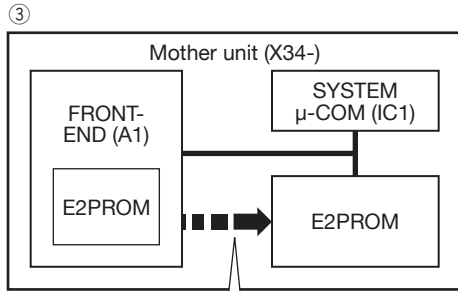 ③
Mother unit (X34-)
FRONT-
END (A1)
E2PROM
SYSTEM
μ-COM (IC1)
E2PROM